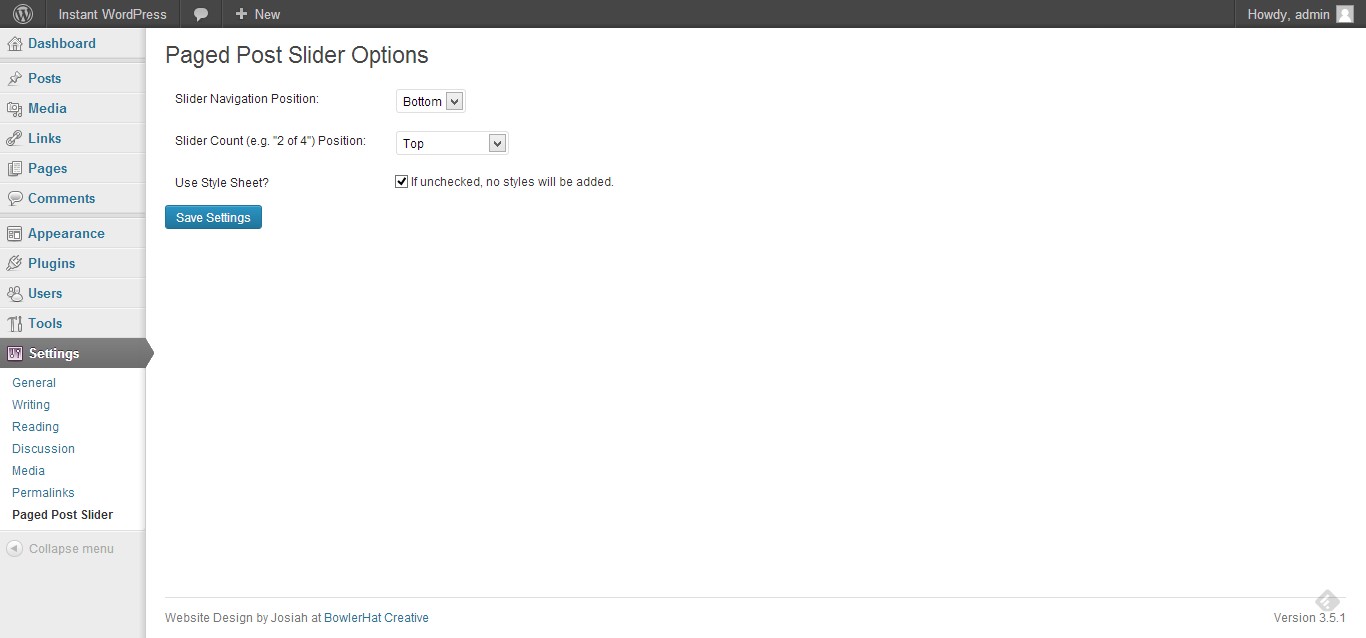 Instant WordPress
New
Howdy, admin
Dashboard
Posts
Media
Links
Pages
Comments
Appearance
Plugins
Users
Tools
Settings
General
Writing
Reading
Discussion
Media
Permalinks
Paged Post Slider
Collapse menu
Paged Post Slider Options
Slider Navigation Position: Bottom
Slider Count (e.g. "2 of 4") Position: Top
Use Style Sheet? If unchecked, no styles will be added.
Save Settings
Website Design by Josiah at BowlerHat Creative
Version 3.5.1